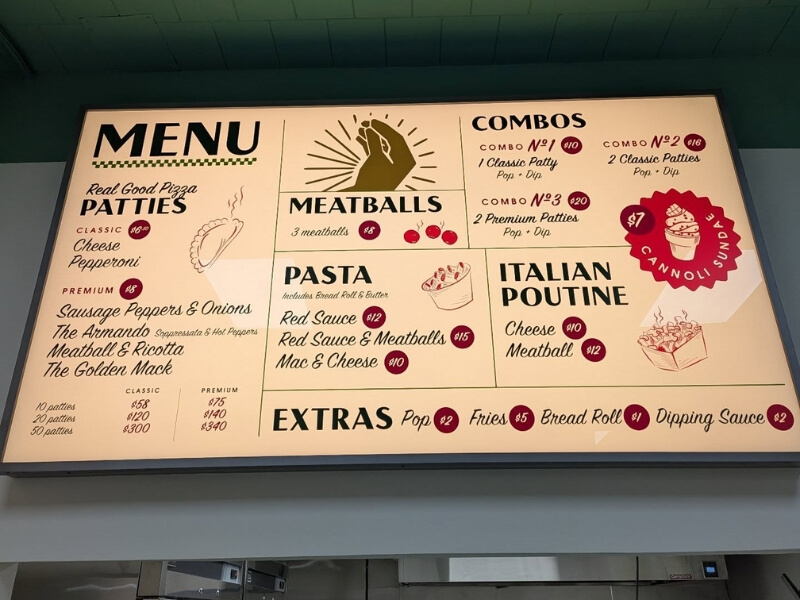 MENU
Real Good Pizza
PATTIES
CLASSIC $6.00
Cheese
Pepperoni
PREMIUM $8
Sausage Peppers & Onions
The Armando Soppressata & Hot Peppers
Meatball & Ricotta
The Golden Mack
CLASSIC PREMIUM
10 patties $58 $75
20 patties $120 $140
50 patties $300 $340
MEATBALLS
3 meatballs $8
PASTA
Includes Bread Roll & Butter
Red Sauce $12
Red Sauce & Meatballs $15
Mac & Cheese $10
COMBOS
COMBO Nº1 $10
1 Classic Patty
Pop + Dip
COMBO Nº2 $16
2 Classic Patties
Pop + Dip
COMBO Nº3 $20
2 Premium Patties
Pop + Dip
$7
CANNOLI SUNDAE
ITALIAN
POUTINE
Cheese $10
Meatball $12
EXTRAS Pop $2 Fries $5 Bread Roll $1 Dipping Sauce $2